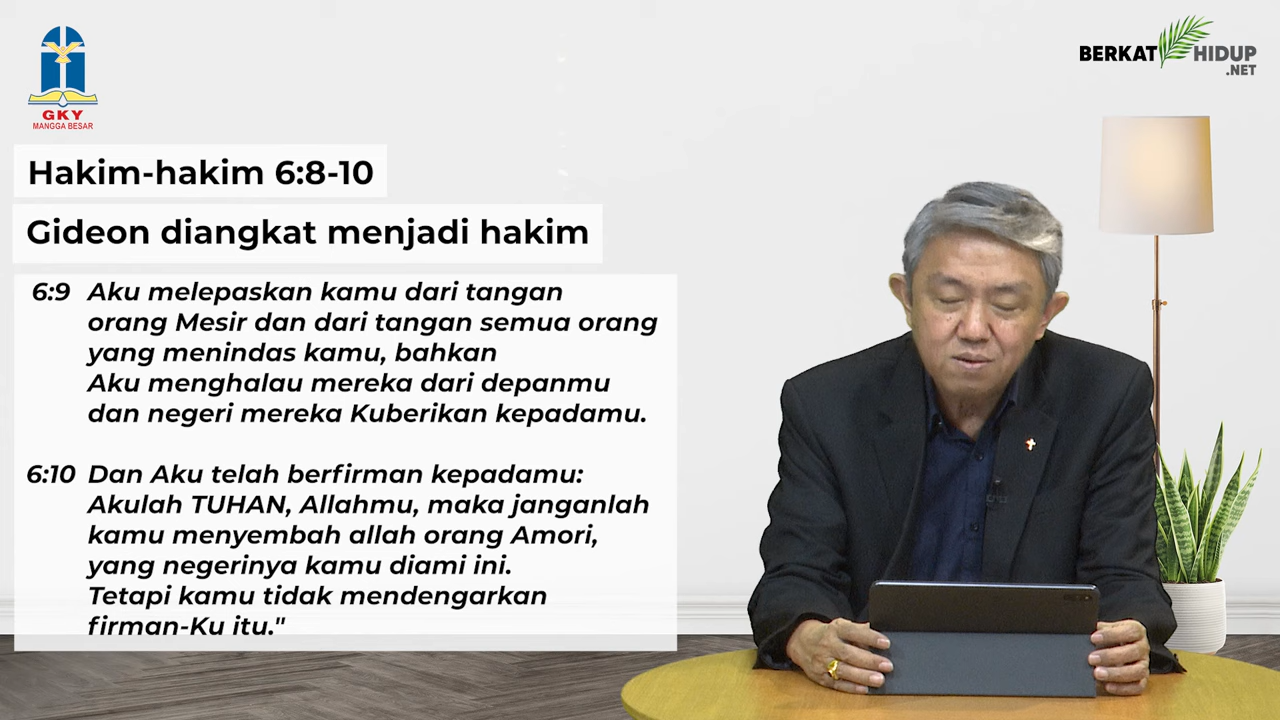 GKY
MANGGA BESAR
BERKAT HIDUP
.NET
Hakim-hakim 6:8-10
Gideon diangkat menjadi hakim
6:9 Aku melepaskan kamu dari tangan
orang Mesir dan dari tangan semua orang
yang menindas kamu, bahkan
Aku menghalau mereka dari depanmu
dan negeri mereka Kuberikan kepadamu.
6:10 Dan Aku telah berfirman kepadamu:
Akulah TUHAN, Allahmu, maka janganlah
kamu menyembah allah orang Amori,
yang negerinya kamu diami ini.
Tetapi kamu tidak mendengarkan
firman-Ku itu."